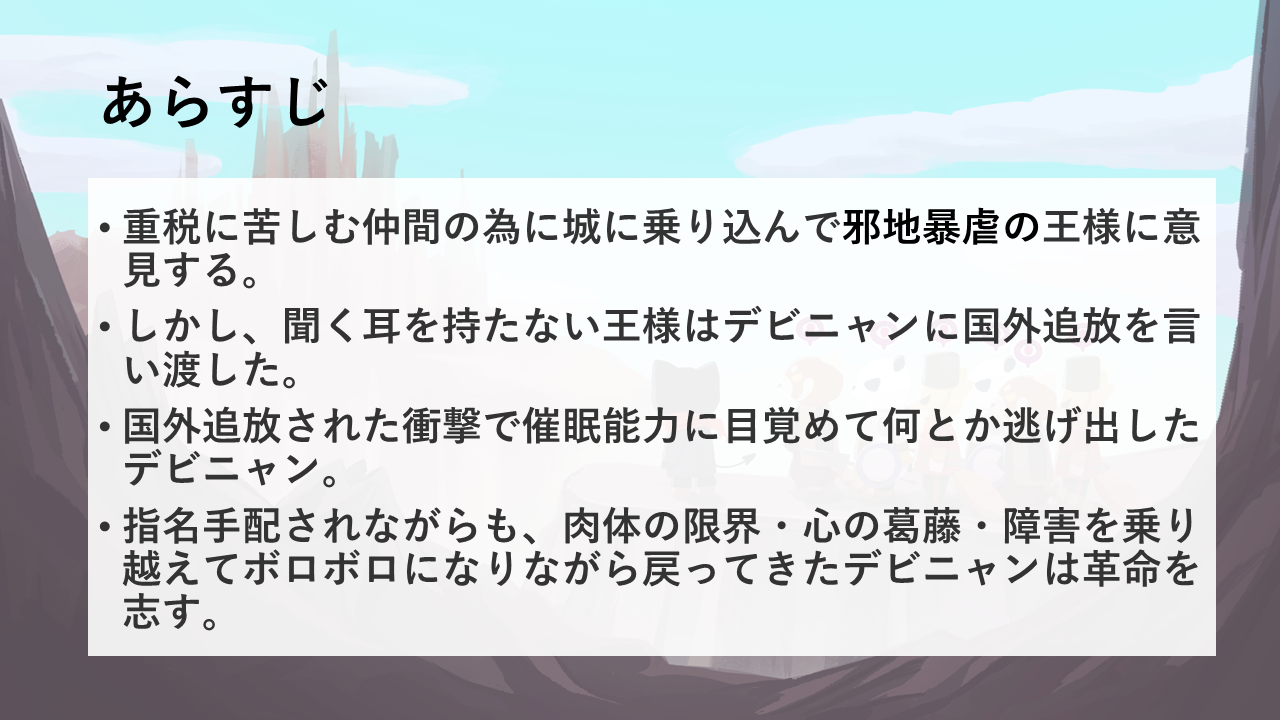 あらすじ
• 重税に苦しむ仲間の為に城に乗り込んで邪地暴虐の王様に意
見する。
• しかし、聞く耳を持たない王様はデビニャンに国外追放を言
い渡した。
• 国外追放された衝撃で催眠能力に目覚めて何とか逃げ出した
デビニャン。
• 指名手配されながらも、肉体の限界・心の葛藤・障害を乗り
越えてボロボロになりながら戻ってきたデビニャンは革命を
志す。